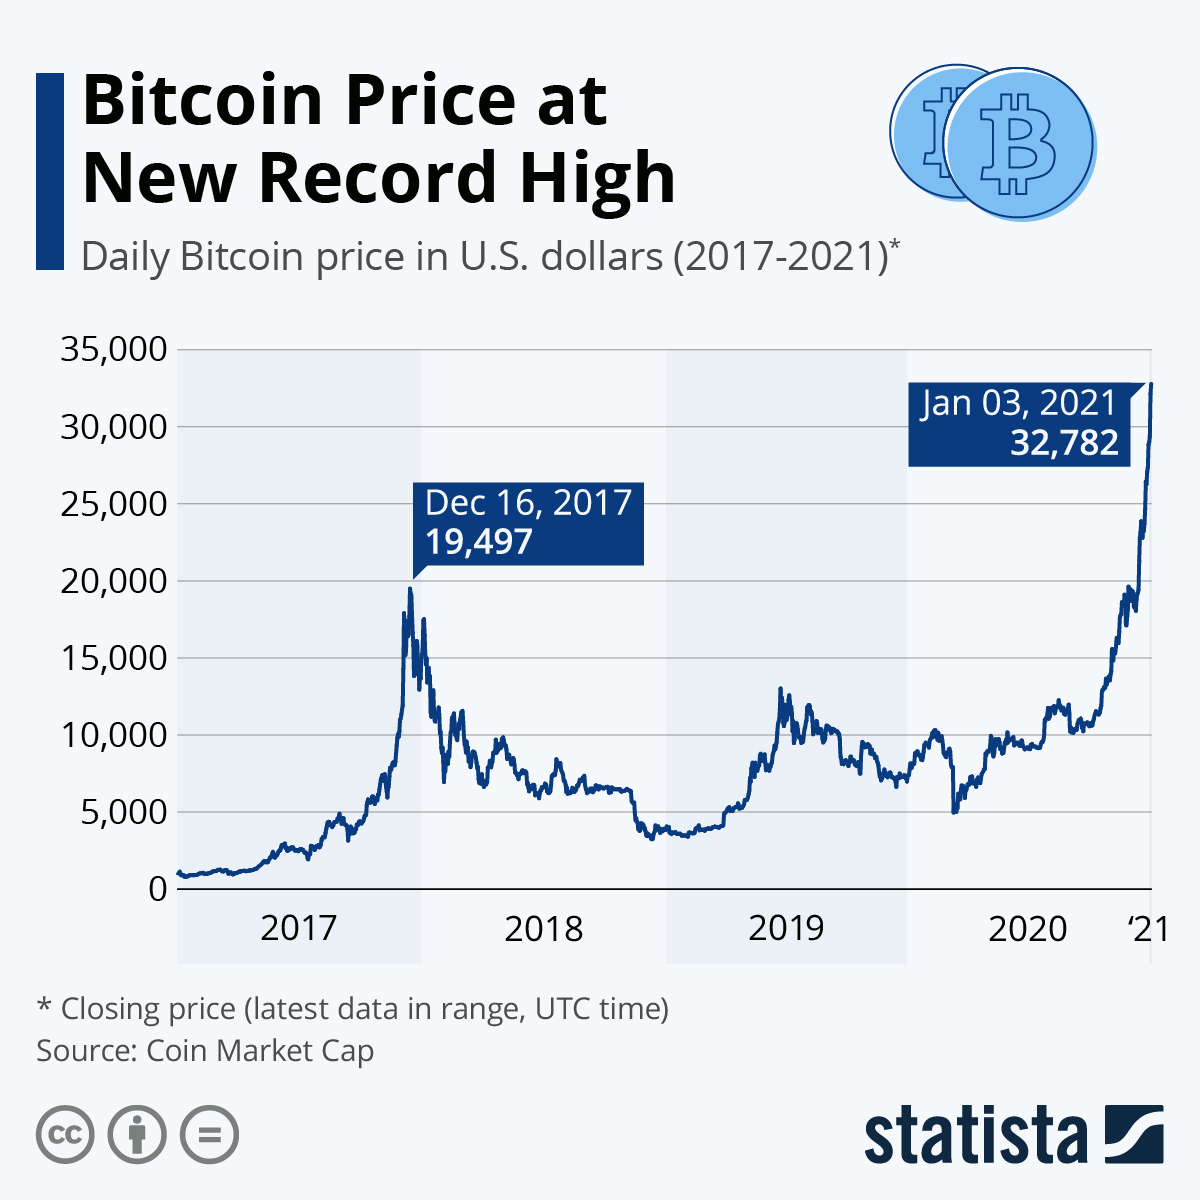 Bitcoin Price at
New Record High
Daily Bitcoin price in U.S. dollars (2017-2021)*
35,000
30,000
25,000
20,000
15,000
10,000
5,000
0
Jan 03, 2021
32,782
Dec 16, 2017
19,497
2017 2018 2019 2020 ‘21
* Closing price (latest data in range, UTC time)
Source: Coin Market Cap
cc
statista